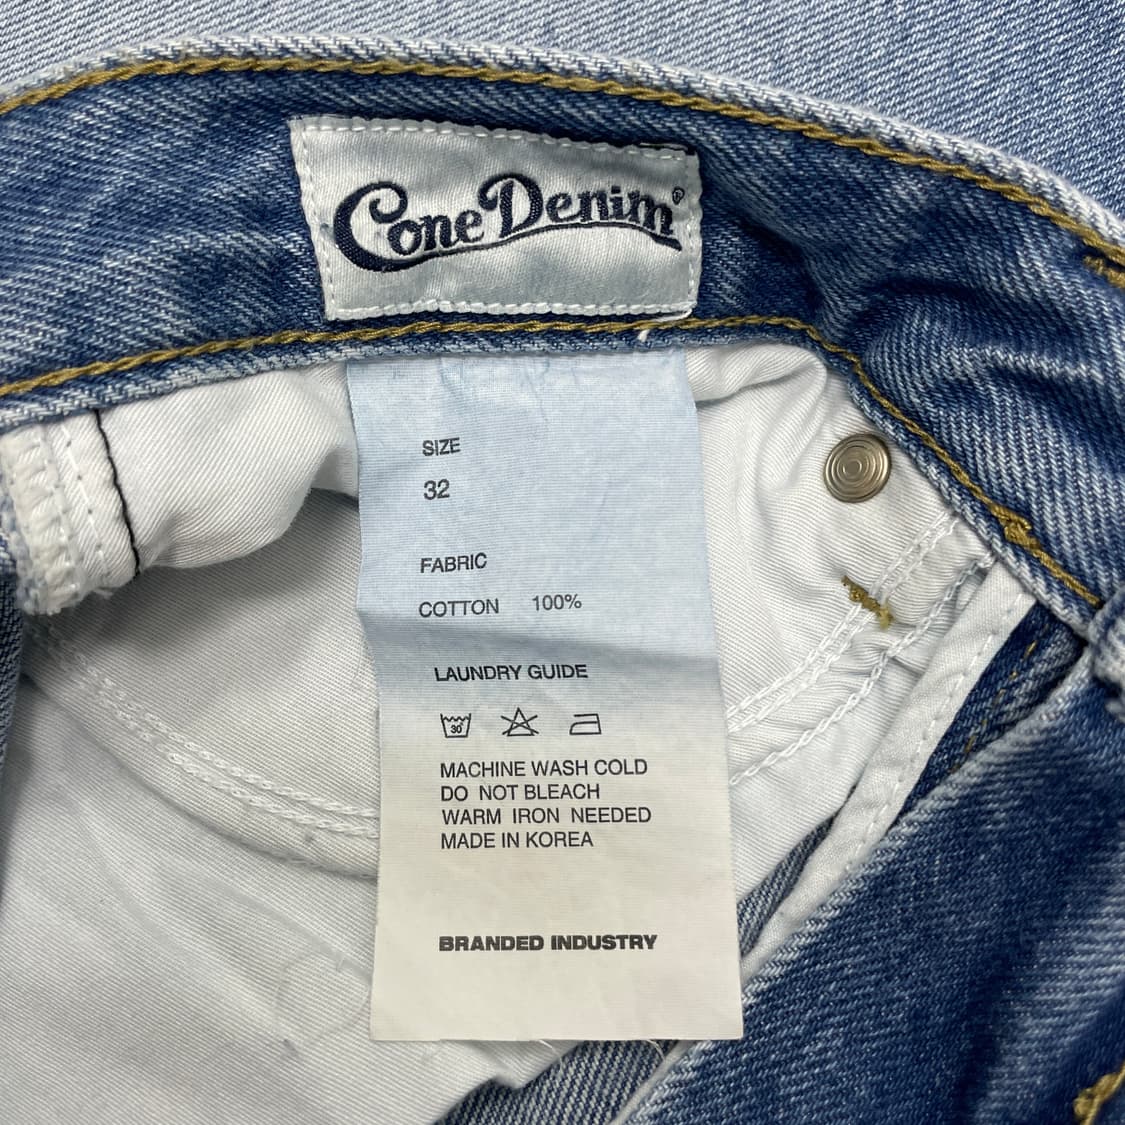 Cone Denim®
SIZE
32
FABRIC
COTTON 100%
LAUNDRY GUIDE
30
MACHINE WASH COLD
DO NOT BLEACH
WARM IRON NEEDED
MADE IN KOREA
BRANDED INDUSTRY